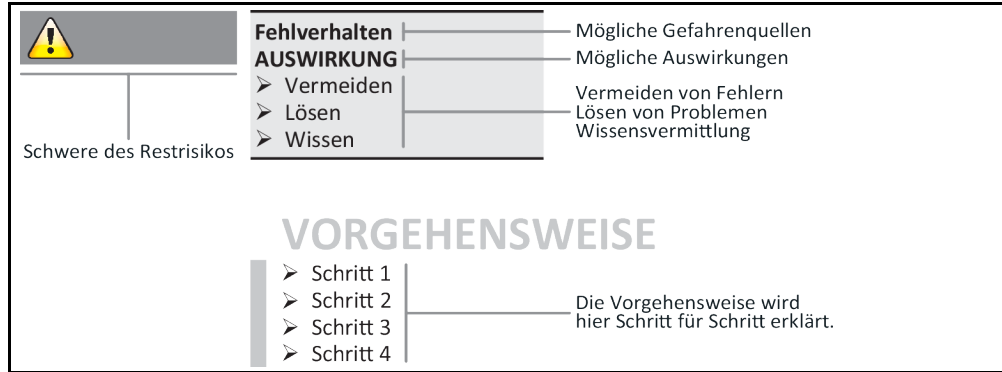 Fehlverhalten
Mögliche Gefahrenquellen
AUSWIRKUNG
Mögliche Auswirkungen
➢ Vermeiden
➢ Lösen
➢ Wissen
Vermeiden von Fehlern
Lösen von Problemen
Wissensvermittlung
Schwere des Restrisikos
VORGEHENSWEISE
➢ Schritt 1
➢ Schritt 2
➢ Schritt 3
➢ Schritt 4
Die Vorgehensweise wird
hier Schritt für Schritt erklärt.